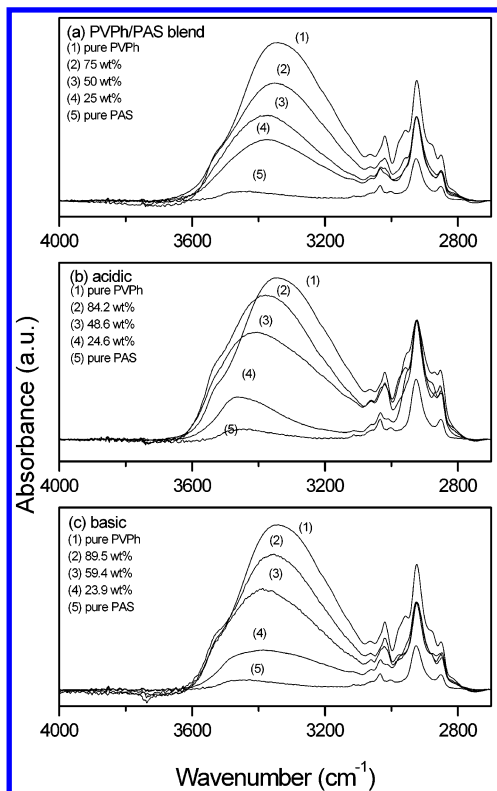 Absorbance (a.u.)
(a) PVPh/PAS blend
(1) pure PVPh
(2) 75 wt%
(3) 50 wt%
(4) 25 wt%
(5) pure PAS
(1)
(2)
(3)
(4)
(5)
4000 3600 3200 2800
(b) acidic
(1) pure PVPh
(2) 84.2 wt%
(3) 48.6 wt%
(4) 24.6 wt%
(5) pure PAS
(1)
(2)
(3)
(4)
(5)
4000 3600 3200 2800
(c) basic
(1) pure PVPh
(2) 89.5 wt%
(3) 59.4 wt%
(4) 23.9 wt%
(5) pure PAS
(1)
(2)
(3)
(4)
(5)
4000 3600 3200 2800
Wavenumber (cm⁻¹)